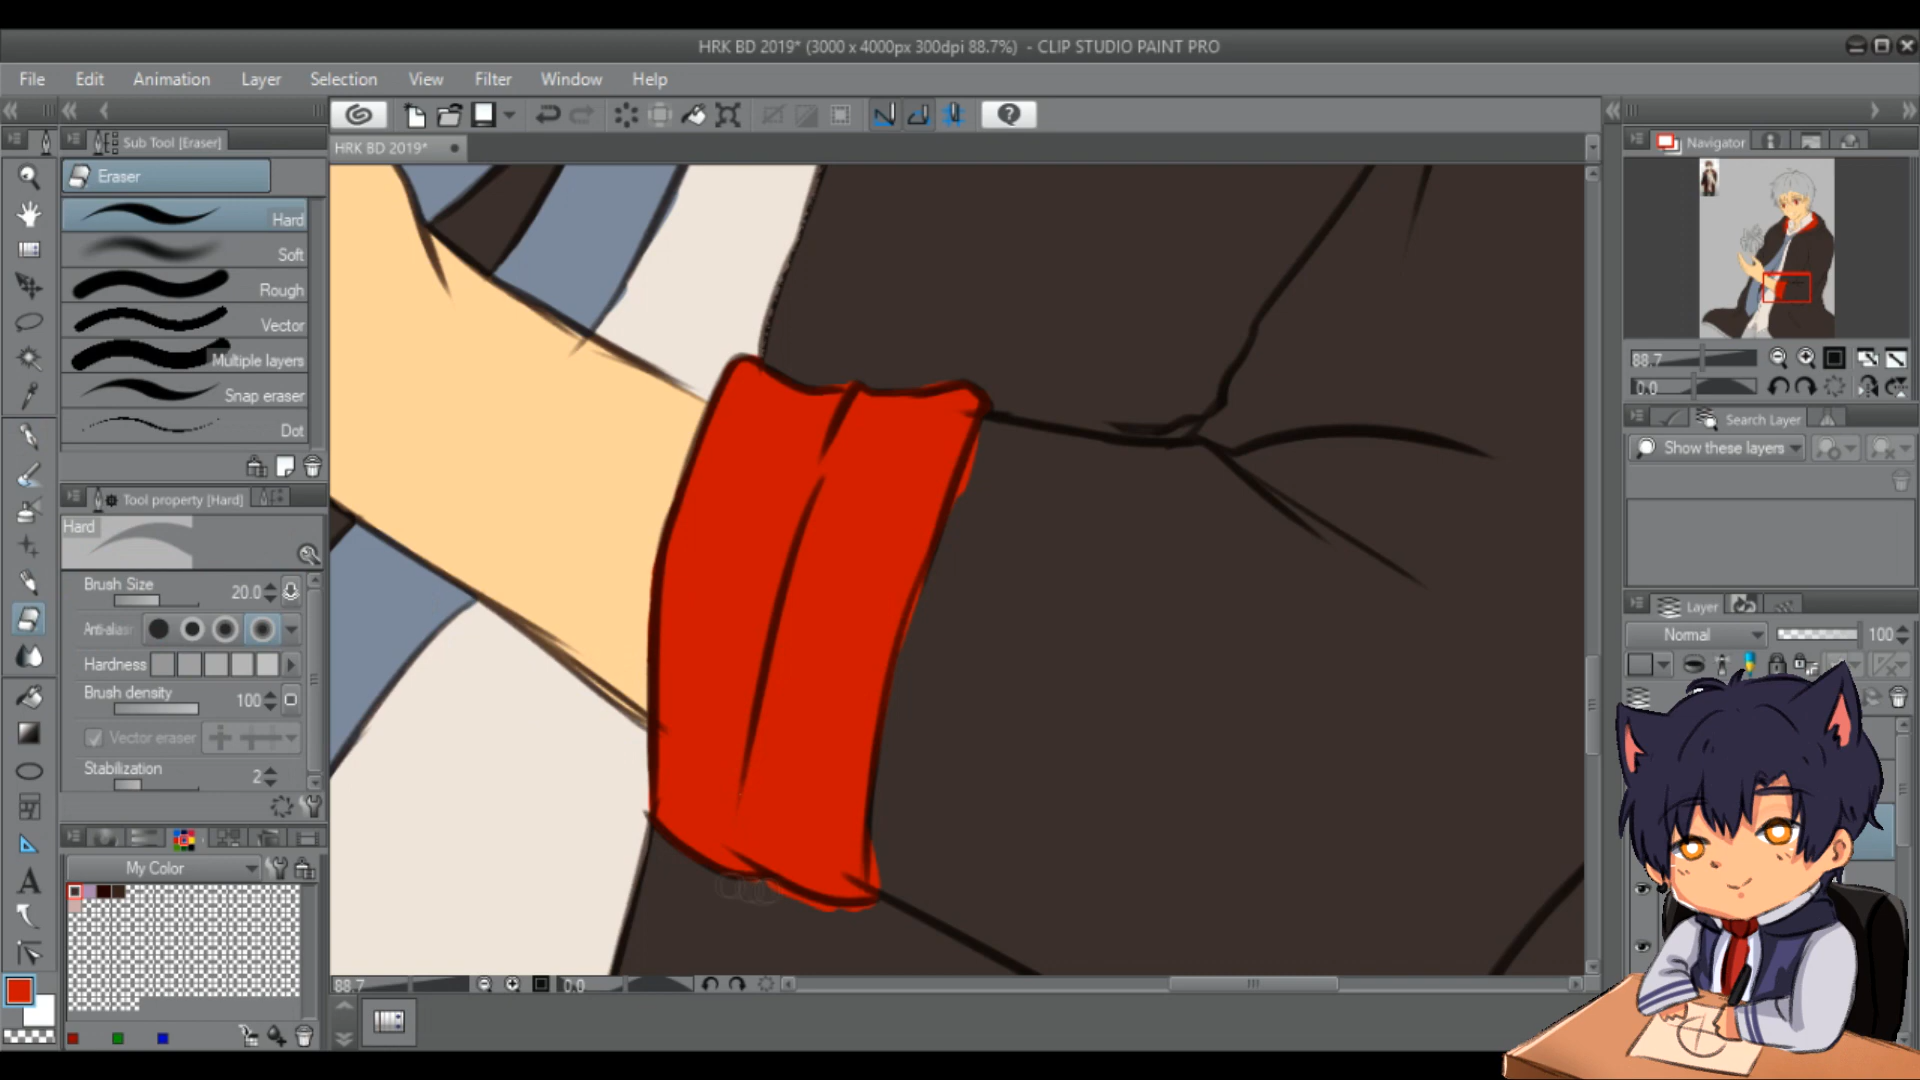 HRK BD 2019* (3000 x 4000px 300dpi 88.7%) - CLIP STUDIO PAINT PRO
File Edit Animation Layer Selection View Filter Window Help
Sub Tool [Eraser]
HRK BD 2019*
Navigator
Eraser
Hard
Soft
Rough
Vector
Multiple layers
Snap eraser
Dot
Tool property [Hard]
Hard
Brush Size 20.0
Anti-alias
Hardness
Brush density 100
Vector eraser
Stabilization 2
My Color
88.7 0.0
88.7
0.0
Search Layer
Show these layers
Layer
Normal 100